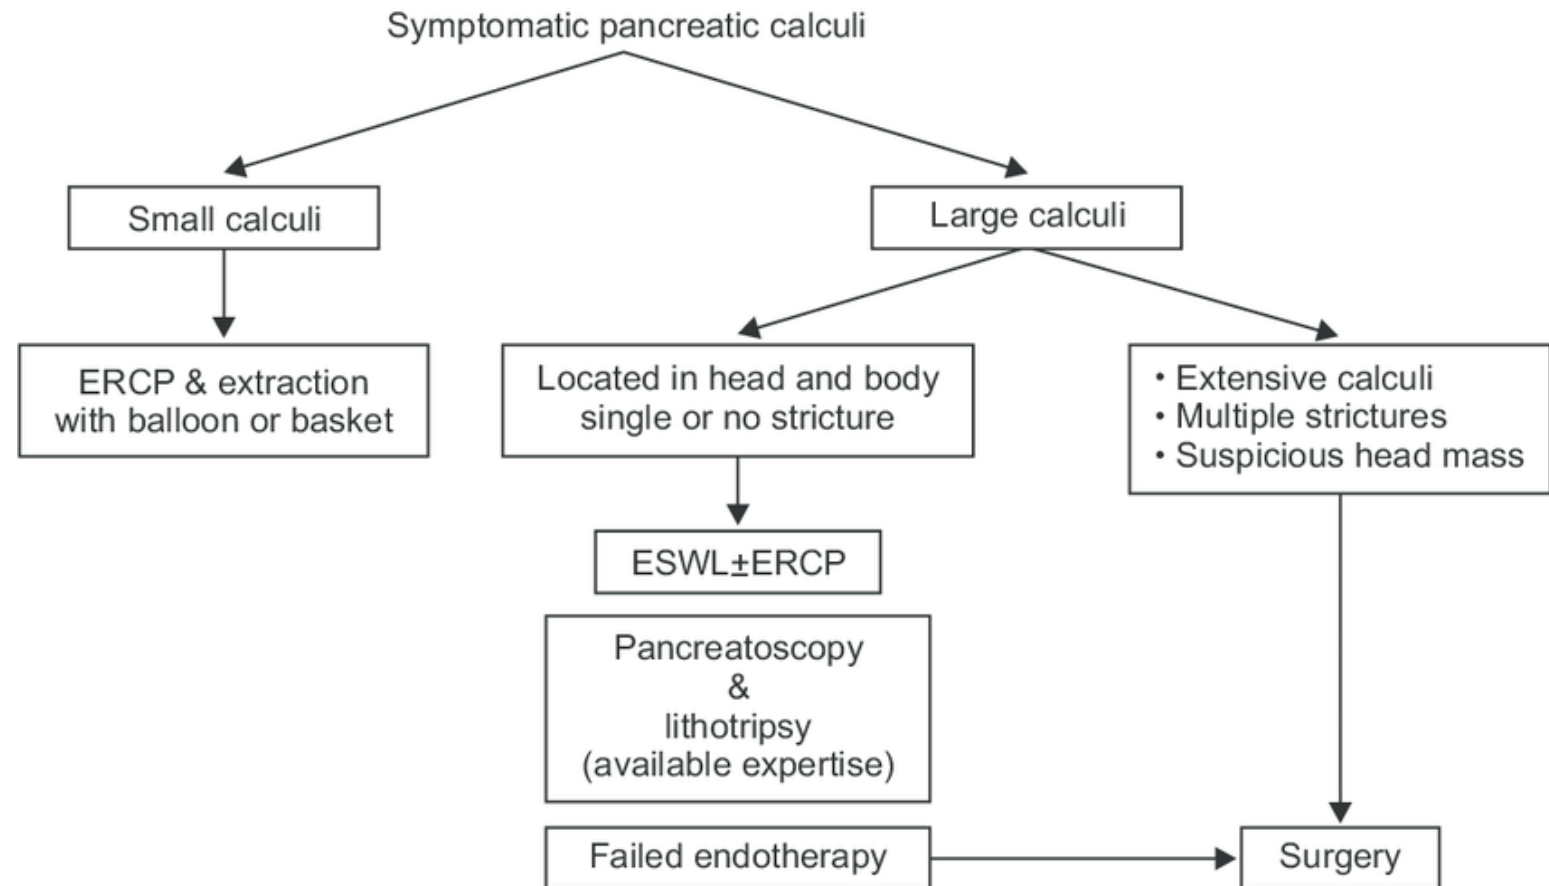 Symptomatic pancreatic calculi
Small calculi
Large calculi
ERCP & extraction
with balloon or basket
Located in head and body
single or no stricture
• Extensive calculi
• Multiple strictures
• Suspicious head mass
ESWL±ERCP
Pancreatoscopy
&
lithotripsy
(available expertise)
Failed endotherapy
Surgery